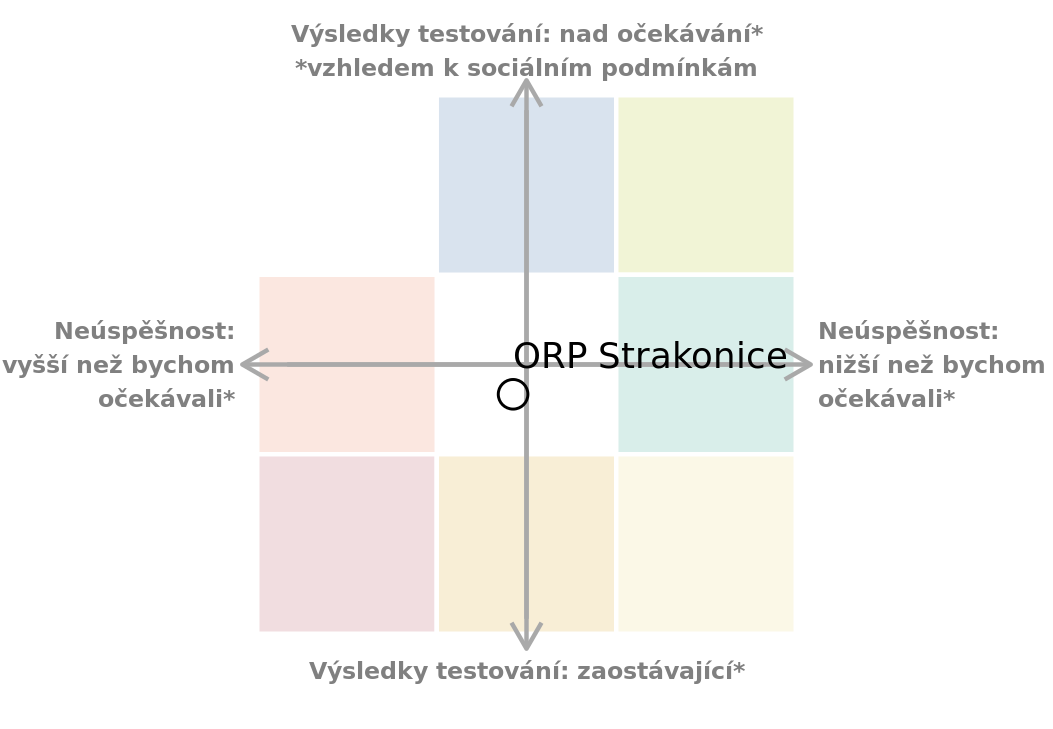 Výsledky testování: nad očekávání*
*vzhledem k sociálním podmínkám
Neúspěšnost:
vyšší než bychom
očekávali*
ORP Strakonice
Neúspěšnost:
nižší než bychom
očekávali*
Výsledky testování: zaostávající*